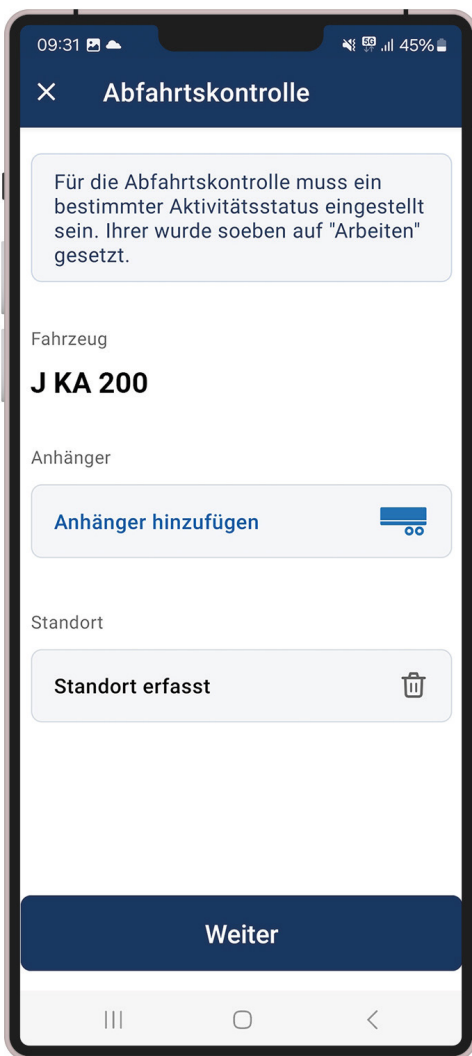 09:31 5G 45%
Abfahrtskontrolle
Für die Abfahrtskontrolle muss ein
bestimmter Aktivitätsstatus eingestellt
sein. Ihrer wurde soeben auf "Arbeiten"
gesetzt.
Fahrzeug
J KA 200
Anhänger
Anhänger hinzufügen
Standort
Standort erfasst
Weiter